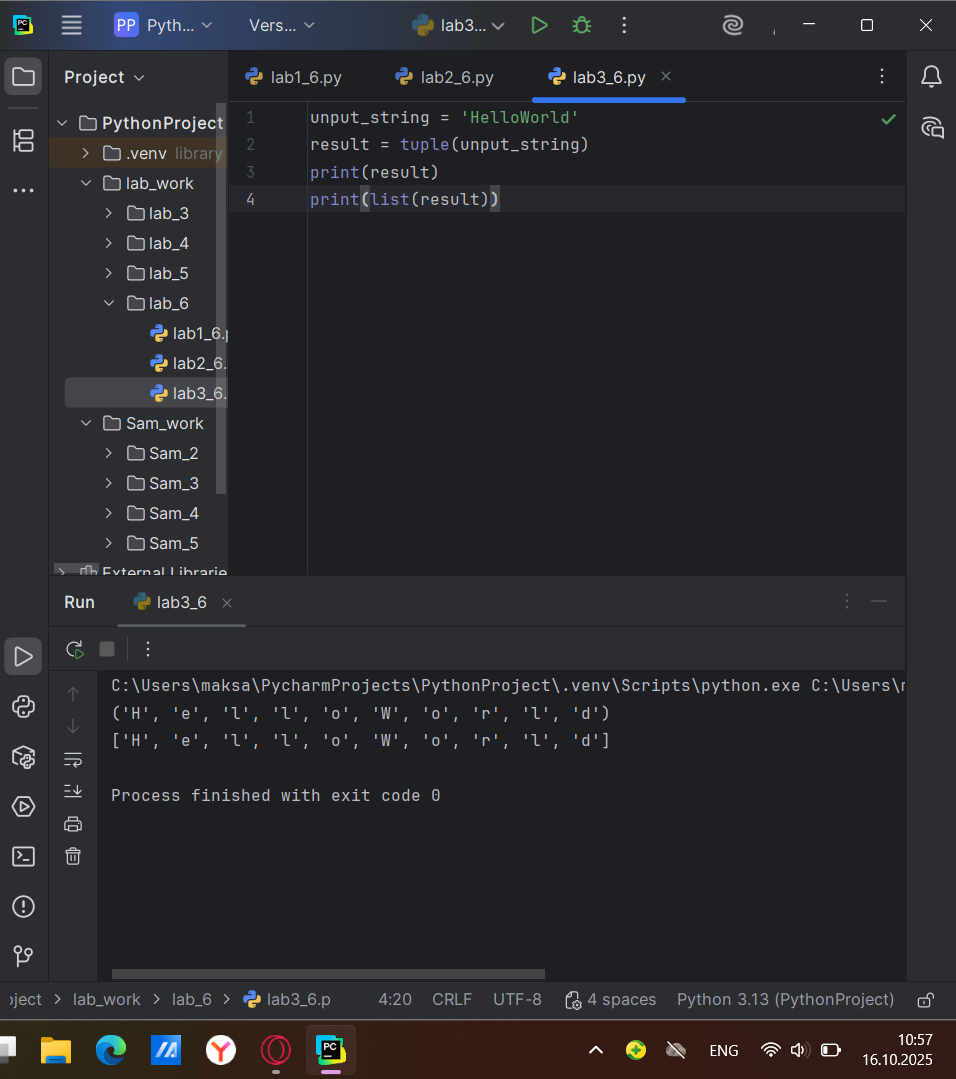 PC
PP Pyth...
Vers...
lab3...
Project
lab1_6.py
lab2_6.py
lab3_6.py
PythonProject
.venv library
lab_work
lab_3
lab_4
lab_5
lab_6
lab1_6.p
lab2_6.
lab3_6.
Sam_work
Sam_2
Sam_3
Sam_4
Sam_5
External Librarie
1 unput_string = 'HelloWorld'
2 result = tuple(unput_string)
3 print(result)
4 print(list(result))
Run
lab3_6
C:\Users\maksa\PycharmProjects\PythonProject\.venv\Scripts\python.exe C:\Users\m
('H', 'e', 'l', 'l', 'o', 'W', 'o', 'r', 'l', 'd')
['H', 'e', 'l', 'l', 'o', 'W', 'o', 'r', 'l', 'd']
Process finished with exit code 0
oject > lab_work > lab_6 > lab3_6.p
4:20 CRLF UTF-8 4 spaces Python 3.13 (PythonProject)
PC
ENG
10:57
16.10.2025